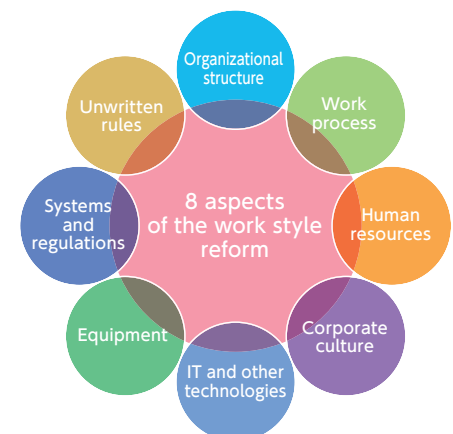 Organizational
structure
Work
process
Human
resources
Corporate
culture
IT and other
technologies
Equipment
Systems
and
regulations
Unwritten
rules
8 aspects
of the work style
reform